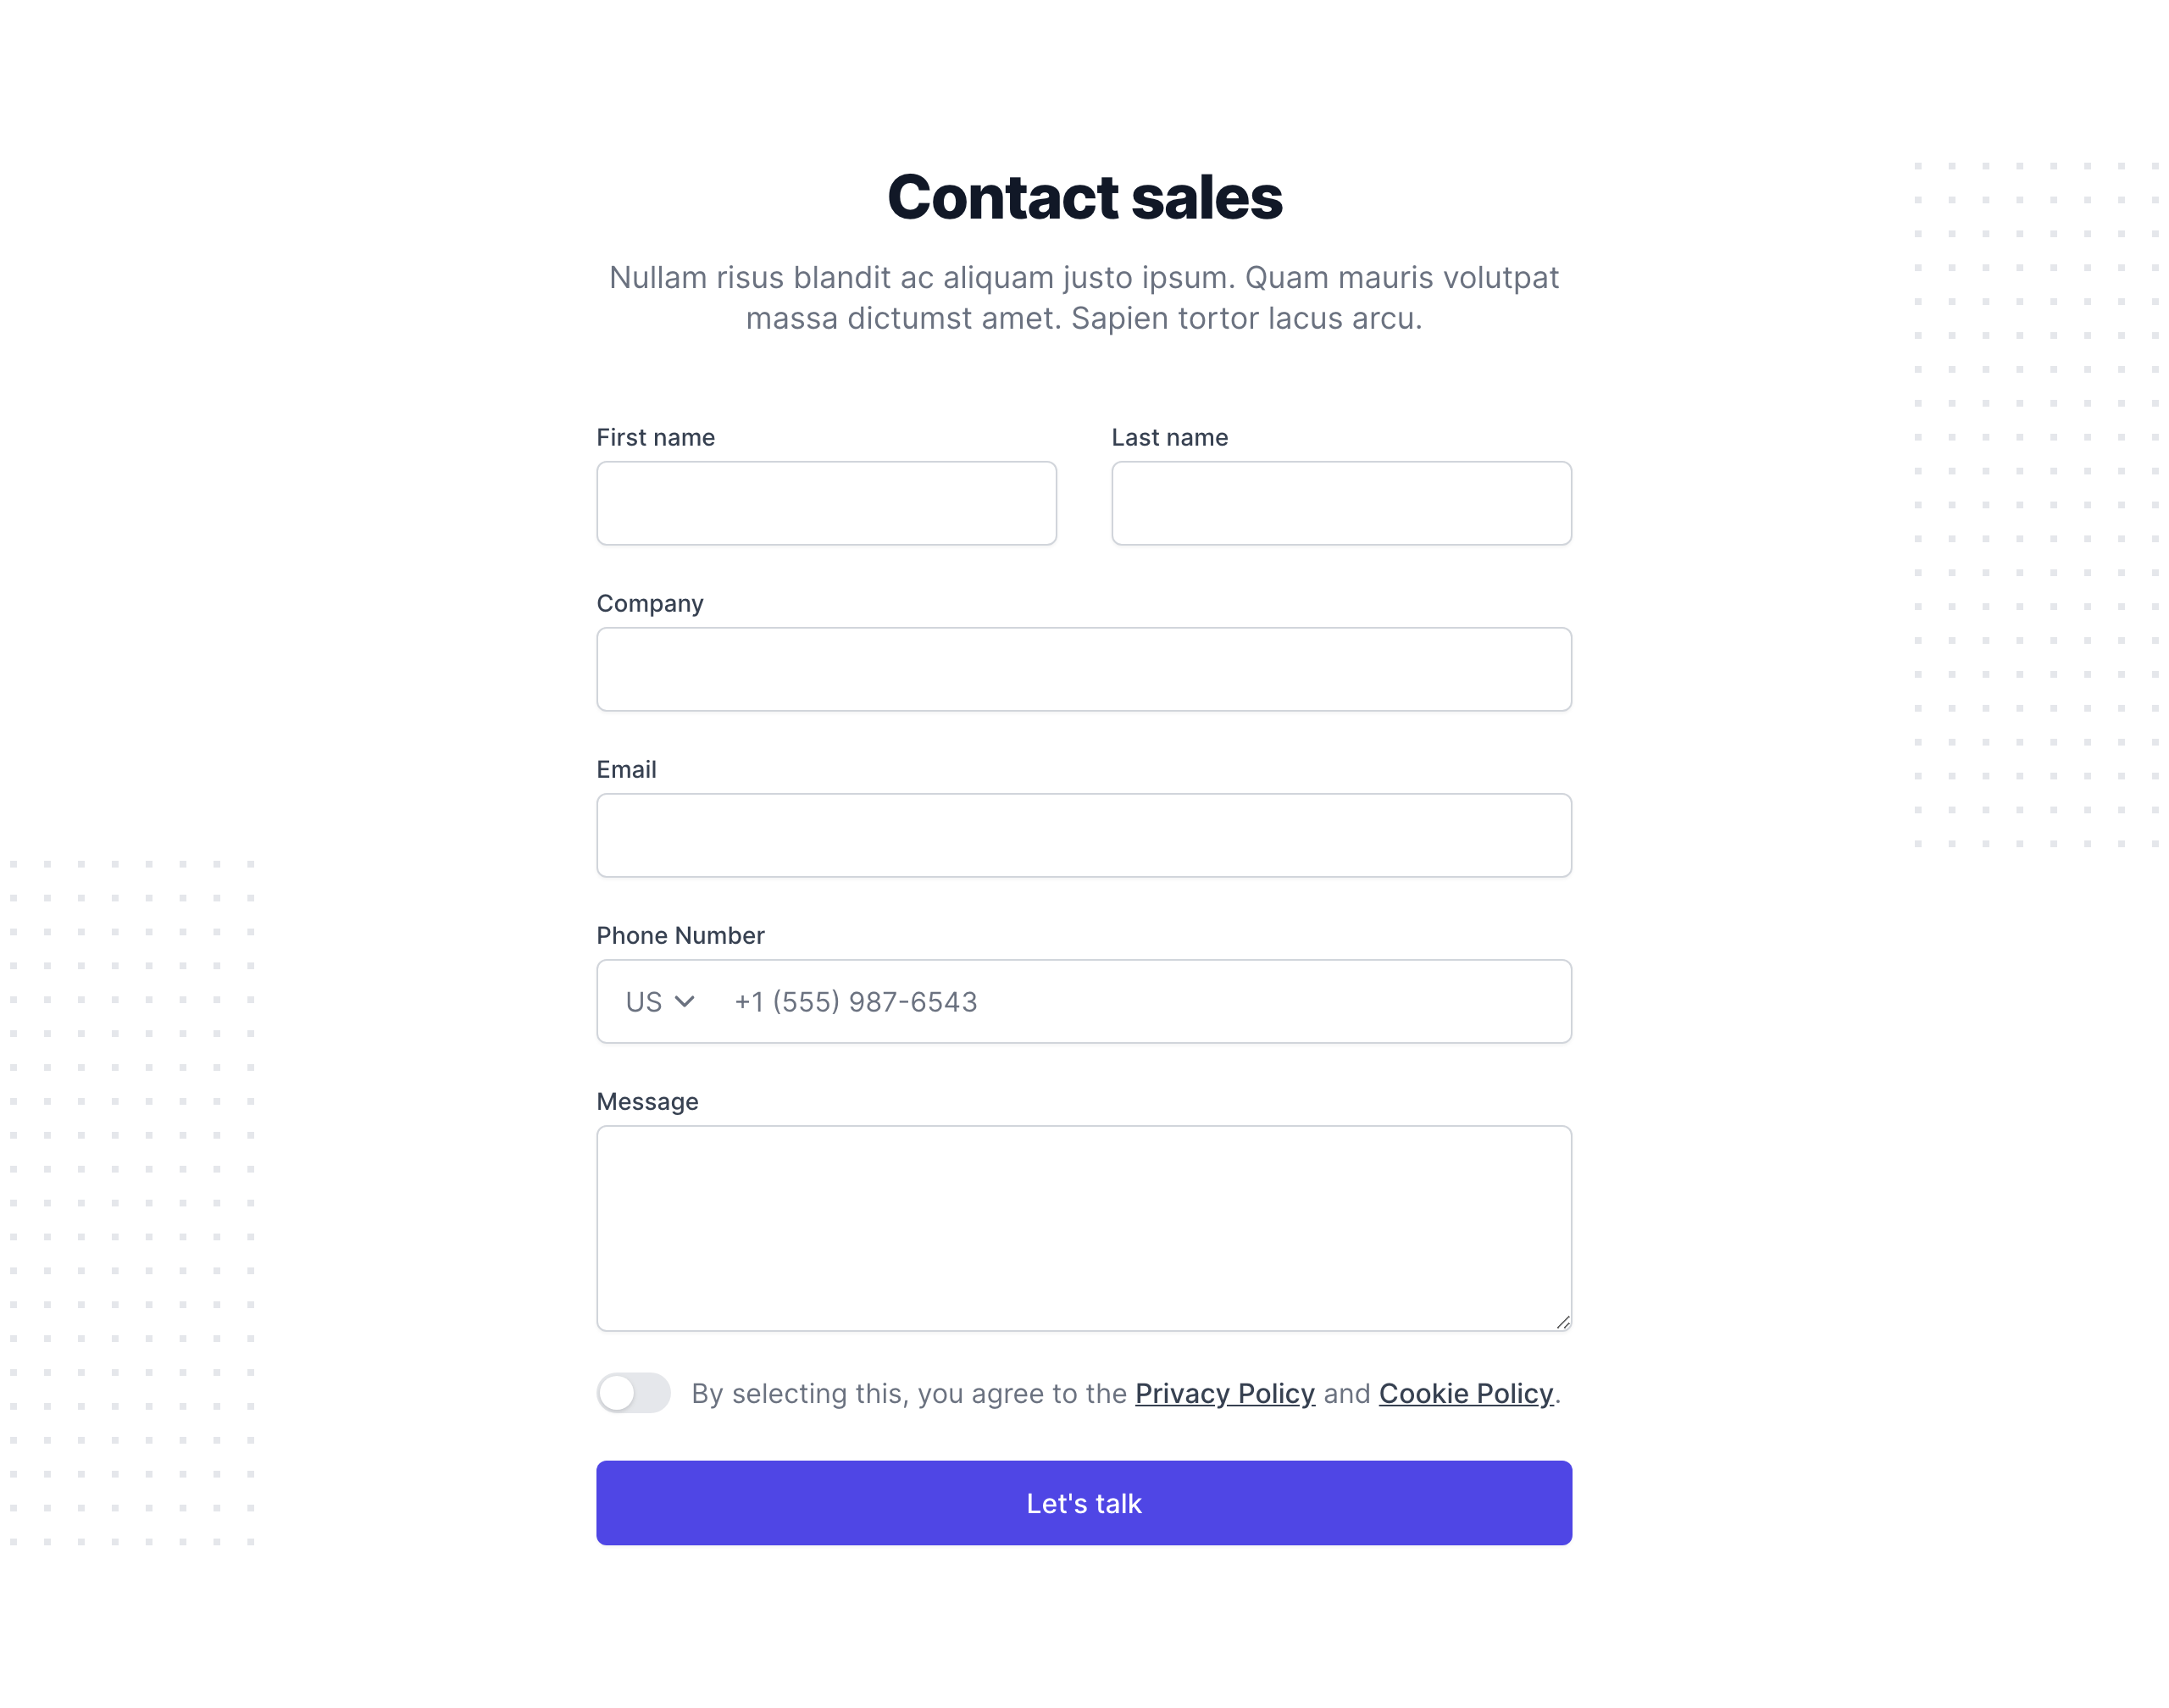 Contact sales
Nullam risus blandit ac aliquam justo ipsum. Quam mauris volutpat
massa dictumst amet. Sapien tortor lacus arcu.
First name
Last name
Company
Email
Phone Number
US +1 (555) 987-6543
Message
By selecting this, you agree to the Privacy Policy and Cookie Policy.
Let's talk